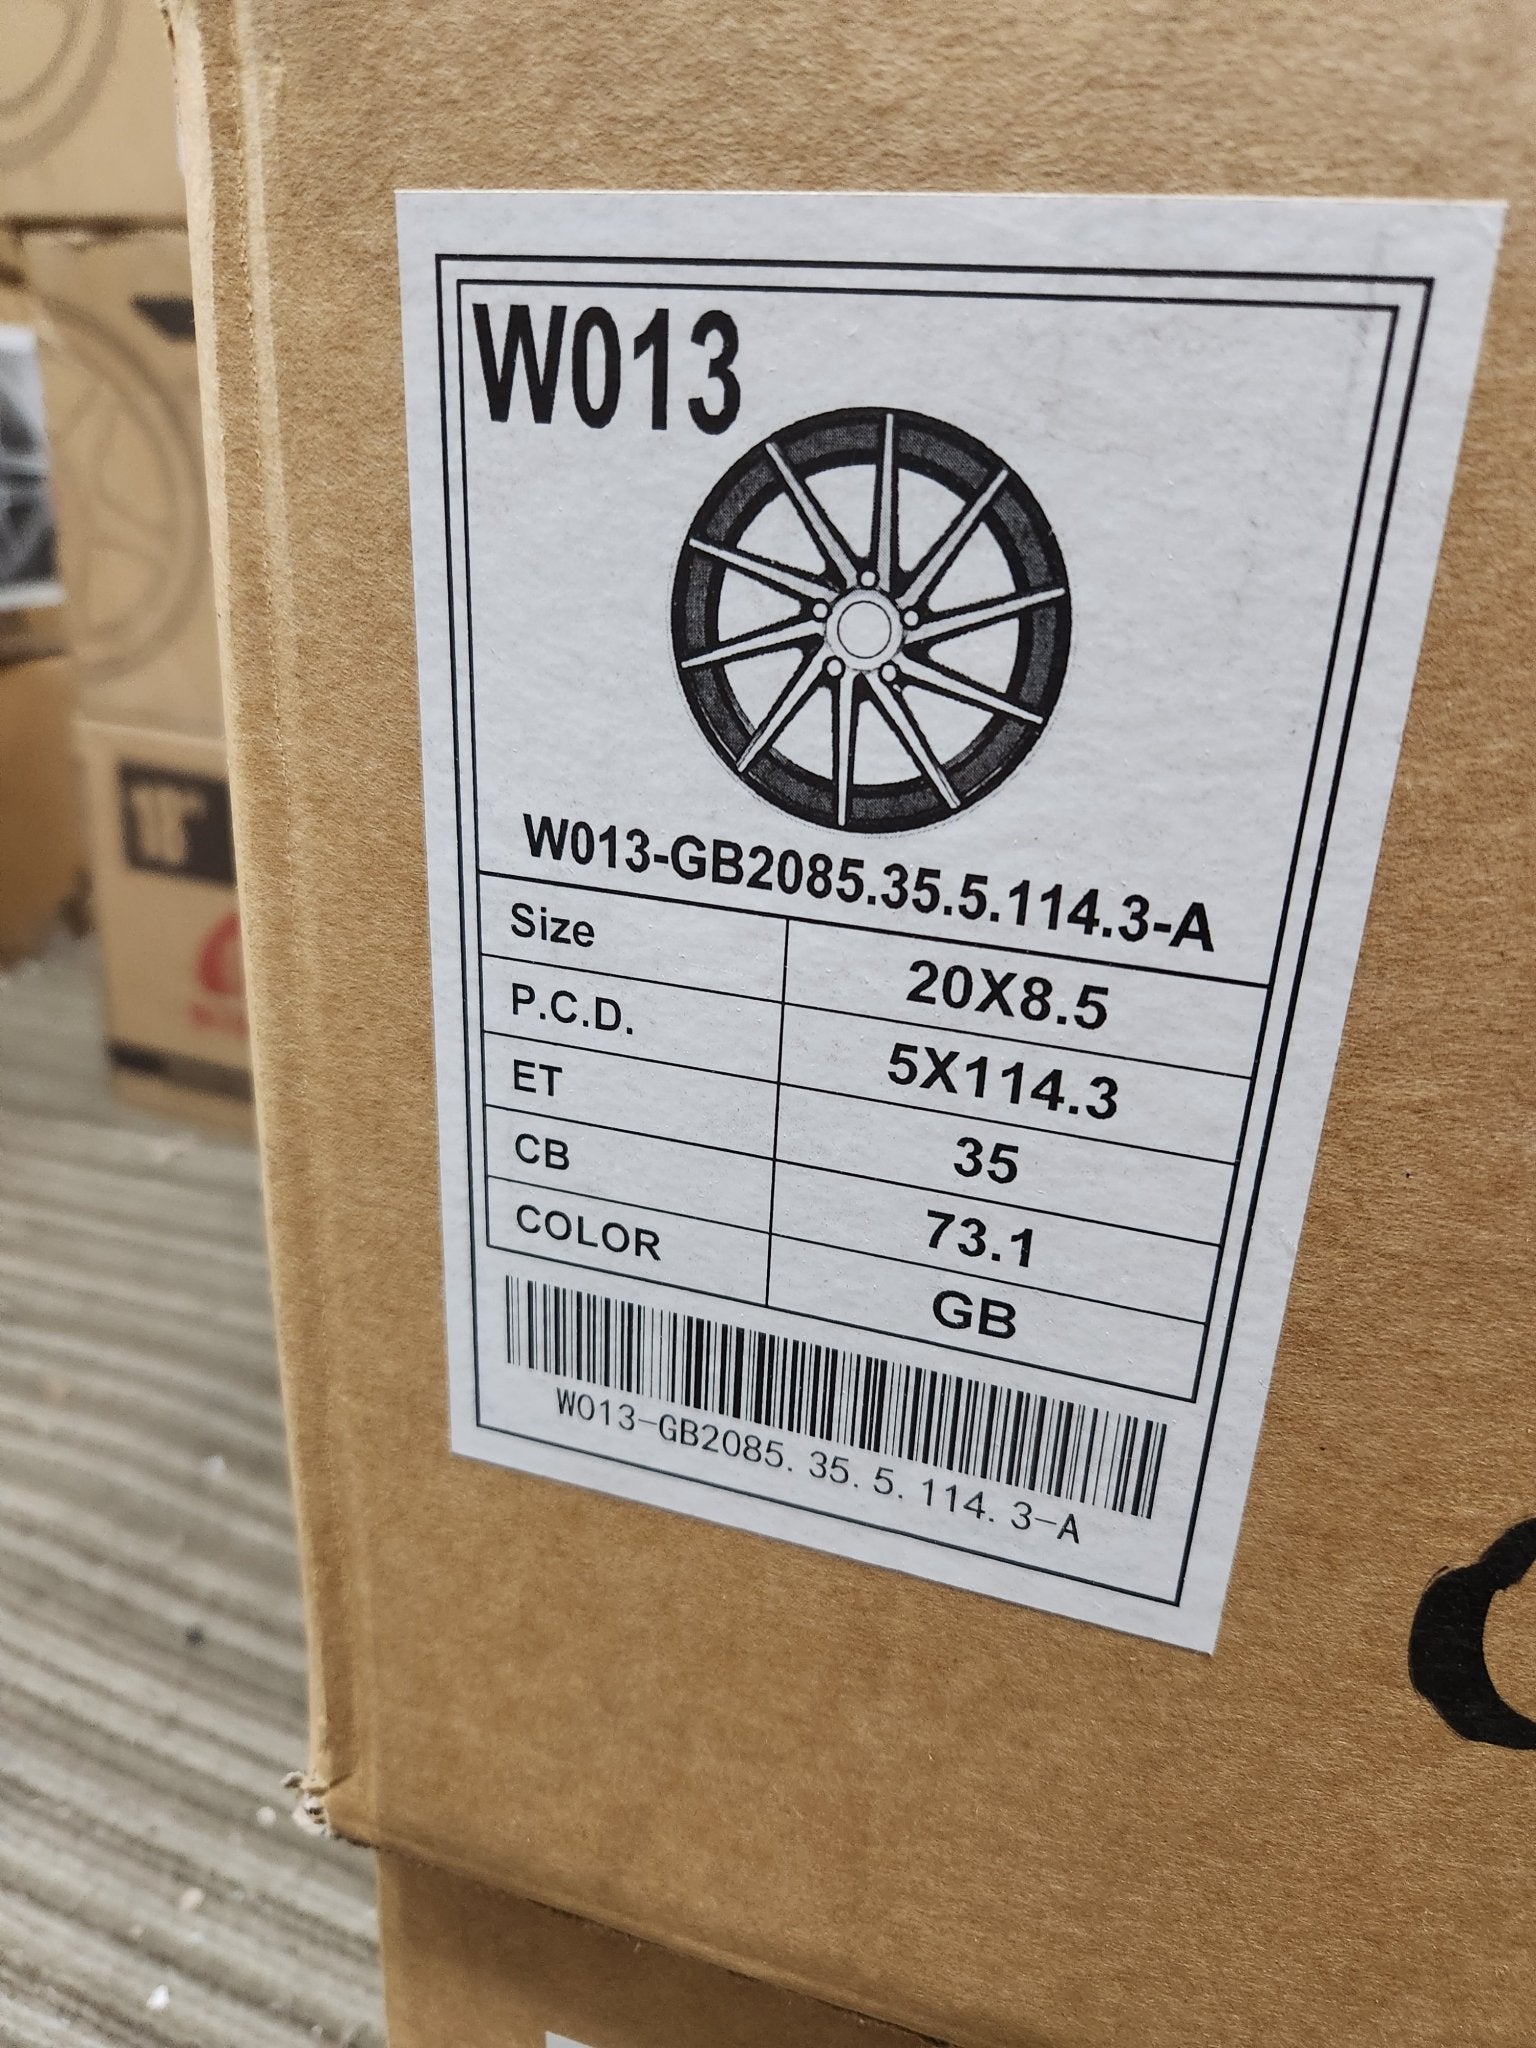 W013
W013-GB2085.35.5.114.3-A
Size 20X8.5
P.C.D. 5X114.3
ET 35
CB 73.1
COLOR GB
W013-GB2085.35.5.114.3-A
18"